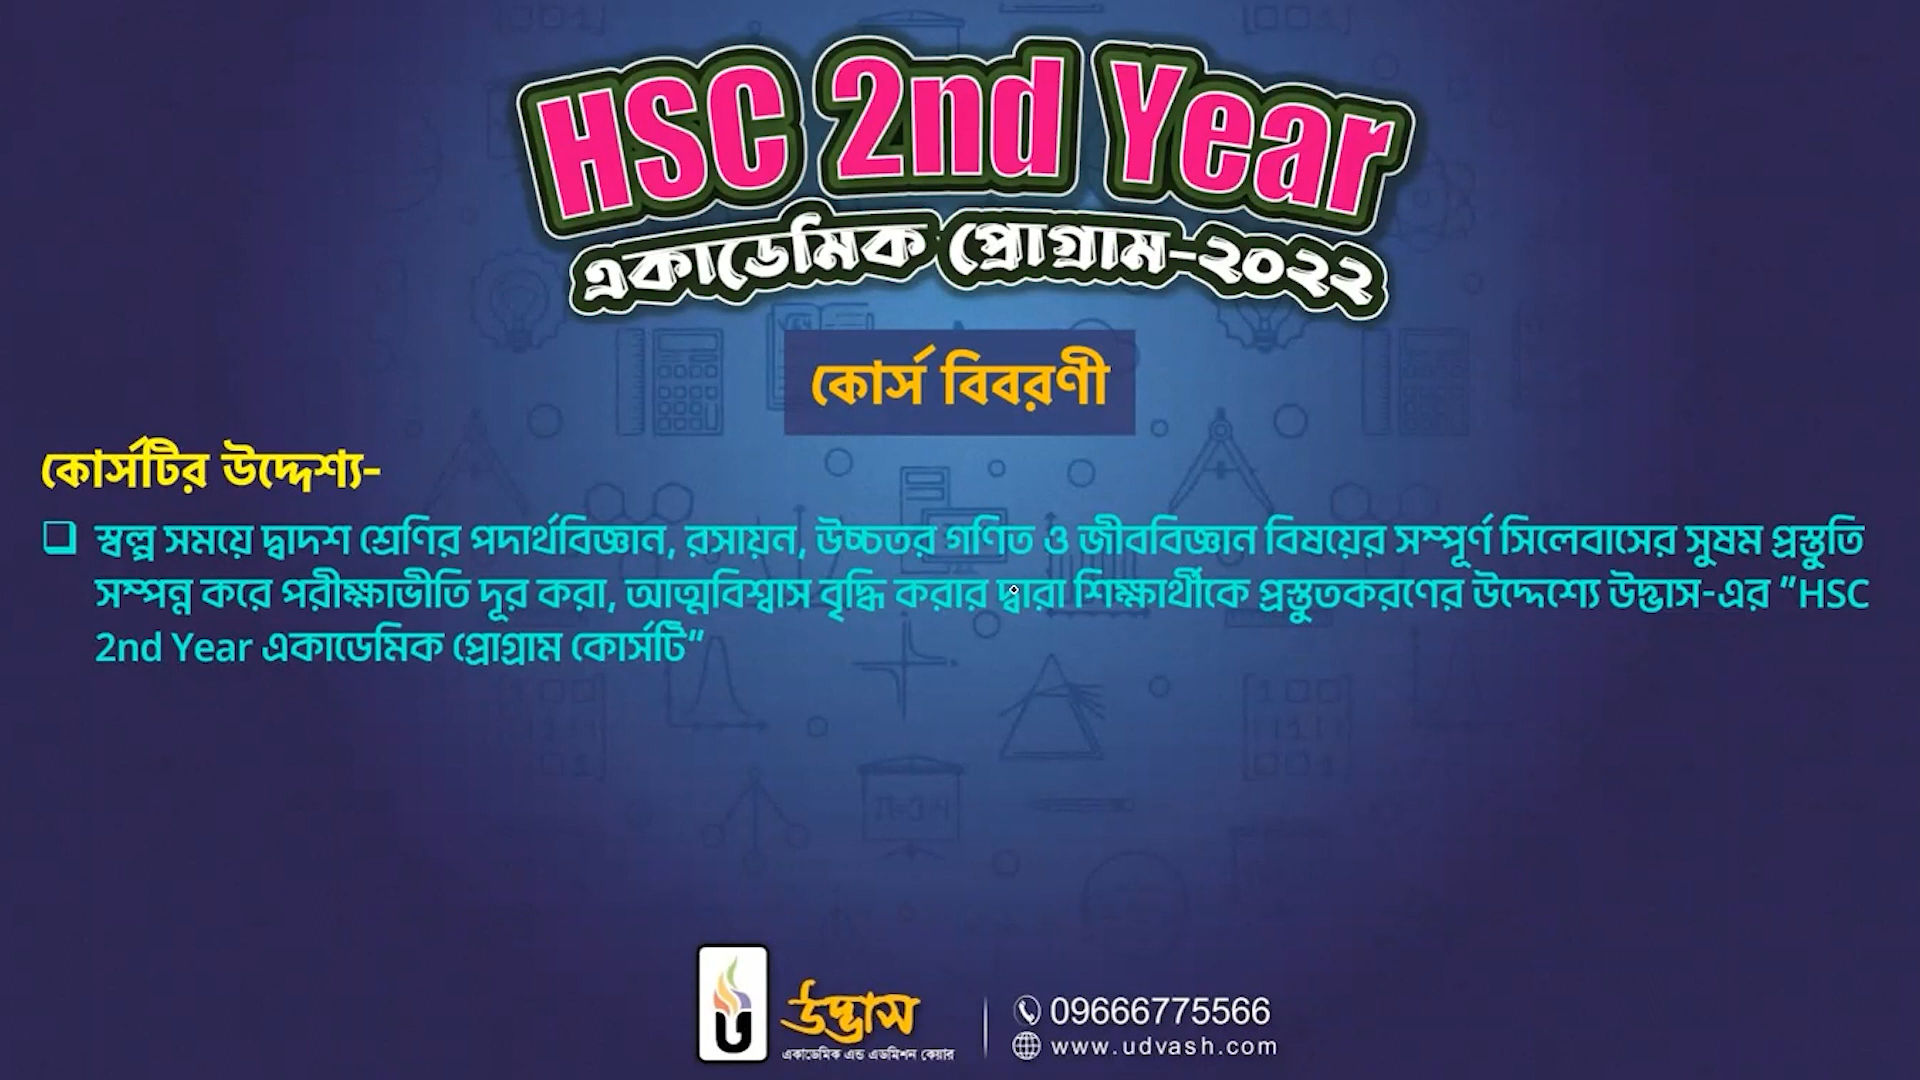 HSC 2nd Year
একাডেমিক প্রোগ্রাম-২০২২
কোর্স বিবরণী
কোর্সটির উদ্দেশ্য-
স্বল্প সময়ে দ্বাদশ শ্রেণির পদার্থবিজ্ঞান, রসায়ন, উচ্চতর গণিত ও জীববিজ্ঞান বিষয়ের সম্পূর্ণ সিলেবাসের সুষম প্রস্তুতি
সম্পন্ন করে পরীক্ষাভীতি দূর করা, আত্মবিশ্বাস বৃদ্ধি করার দ্বারা শিক্ষার্থীকে প্রস্তুতকরণের উদ্দেশ্যে উদ্ভাস-এর "HSC
2nd Year একাডেমিক প্রোগ্রাম কোর্সটি"
উদ্ভাস
একাডেমিক এন্ড এডমিশন কেয়ার
09666775566
www.udvash.com